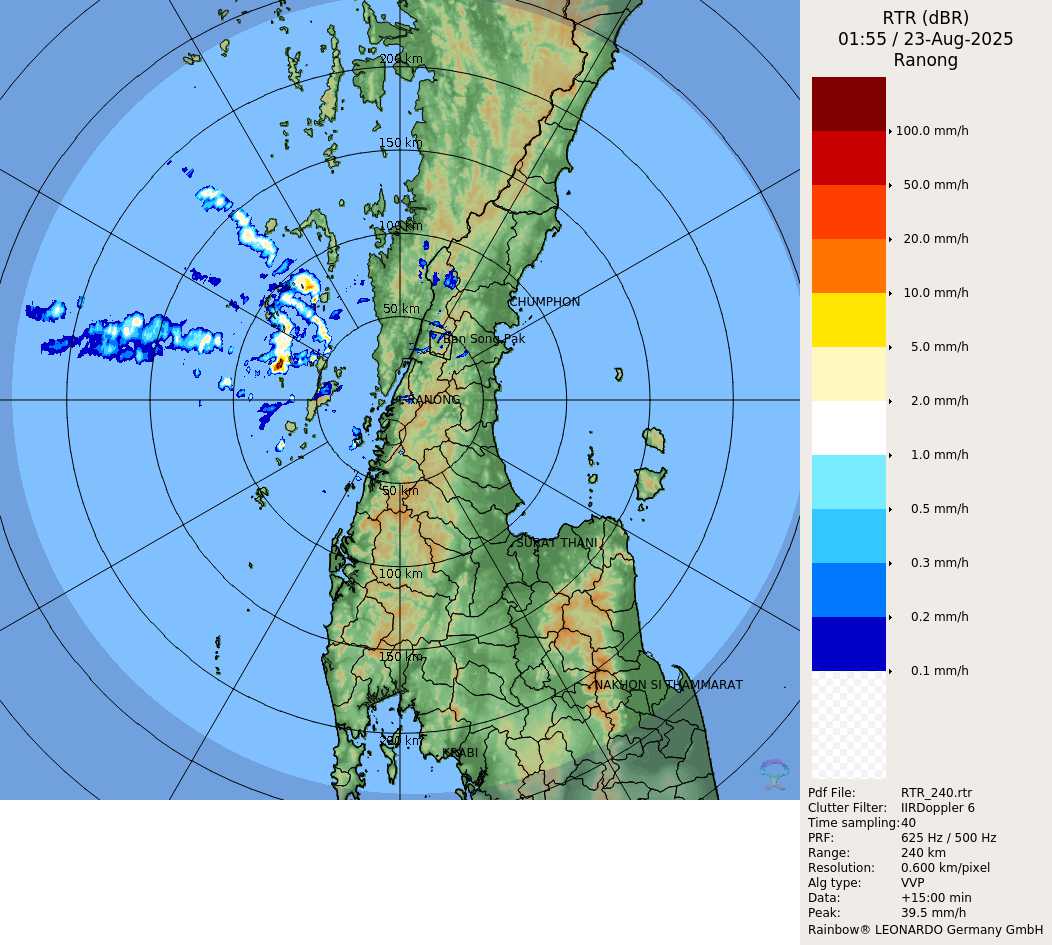 RTR (dBR)
01:55 / 23-Aug-2025
Ranong
100.0 mm/h
50.0 mm/h
20.0 mm/h
10.0 mm/h
5.0 mm/h
2.0 mm/h
1.0 mm/h
0.5 mm/h
0.3 mm/h
0.2 mm/h
0.1 mm/h
200 km
150 km
100 km
50 km
CHUMPHON
Ban Song Pak
RANONG
50 km
SURAT THANI
100 km
150 km
NAKHON SI THAMMARAT
200 km
KRABI
Pdf File: RTR_240.rtr
Clutter Filter: IIRDoppler 6
Time sampling: 40
PRF: 625 Hz / 500 Hz
Range: 240 km
Resolution: 0.600 km/pixel
Alg type: VVP
Data: +15:00 min
Peak: 39.5 mm/h
Rainbow® LEONARDO Germany GmbH